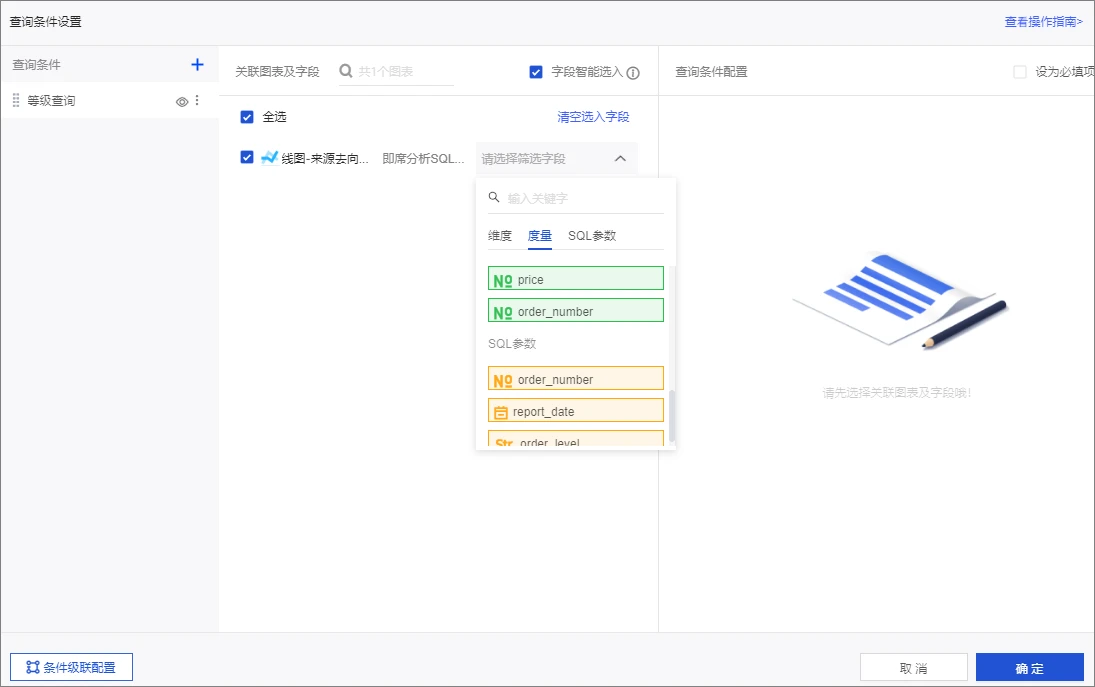 查询条件设置
查看操作指南>
查询条件
等级查询
关联图表及字段
共1个图表
字段智能选入
全选
清空选入字段
线图-来源去向...
即席分析SQL...
请选择筛选字段
输入关键字
维度
度量
SQL参数
No price
No order_number
SQL参数
No order_number
report_date
Str order_level
查询条件配置
设为必填项
请先选择关联图表及字段哦!
条件级联配置
取 消
确 定